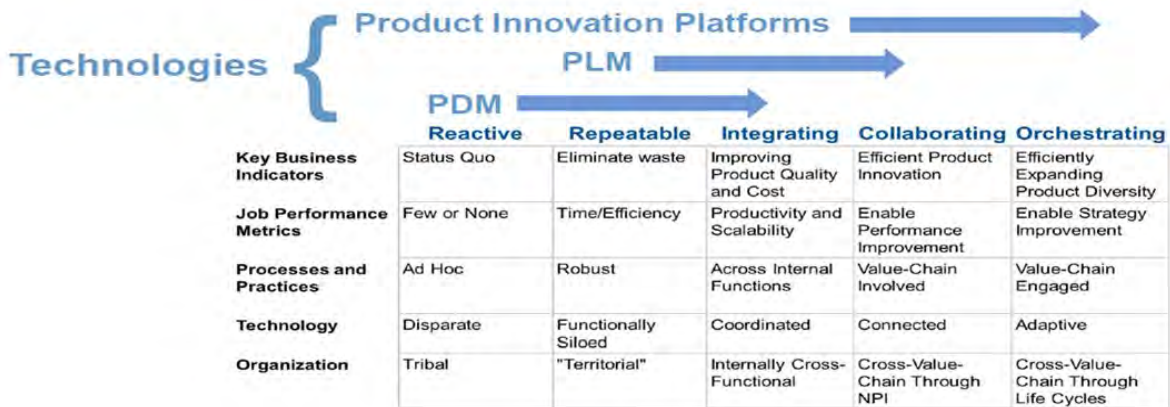 Product Innovation Platforms
Technologies
PLM
PDM
Reactive Repeatable Integrating Collaborating Orchestrating
Key Business
Indicators
Status Quo
Eliminate waste
Improving
Product Quality
and Cost
Efficient Product
Innovation
Efficiently
Expanding
Product Diversity
Job Performance
Metrics
Few or None
Time/Efficiency
Productivity and
Scalability
Enable
Performance
Improvement
Enable Strategy
Improvement
Processes and
Practices
Ad Hoc
Robust
Across Internal
Functions
Value-Chain
Involved
Value-Chain
Engaged
Technology
Disparate
Functionally
Siloed
Coordinated
Connected
Adaptive
Organization
Tribal
"Territorial"
Internally Cross-
Functional
Cross-Value-
Chain Through
NPI
Cross-Value-
Chain Through
Life Cycles